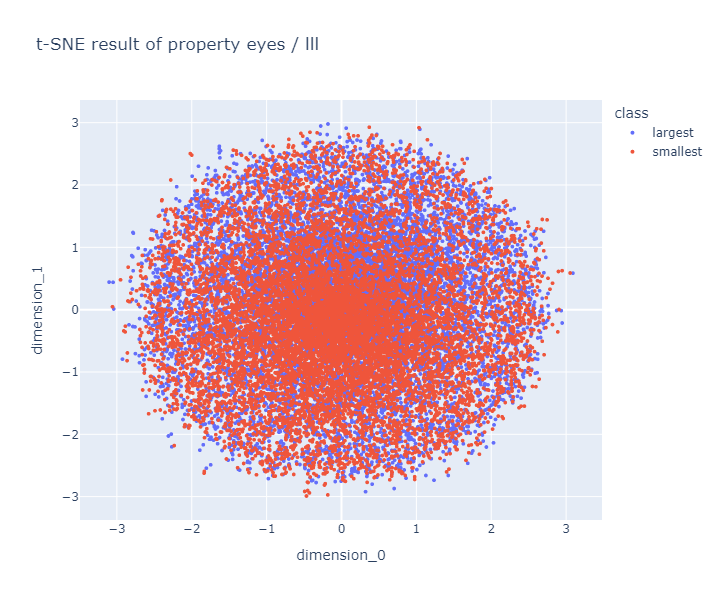 t-SNE result of property eyes / lll
class
largest
smallest
3
2
1
0
−1
−2
−3
dimension_1
−3
−2
−1
0
1
2
3
dimension_0